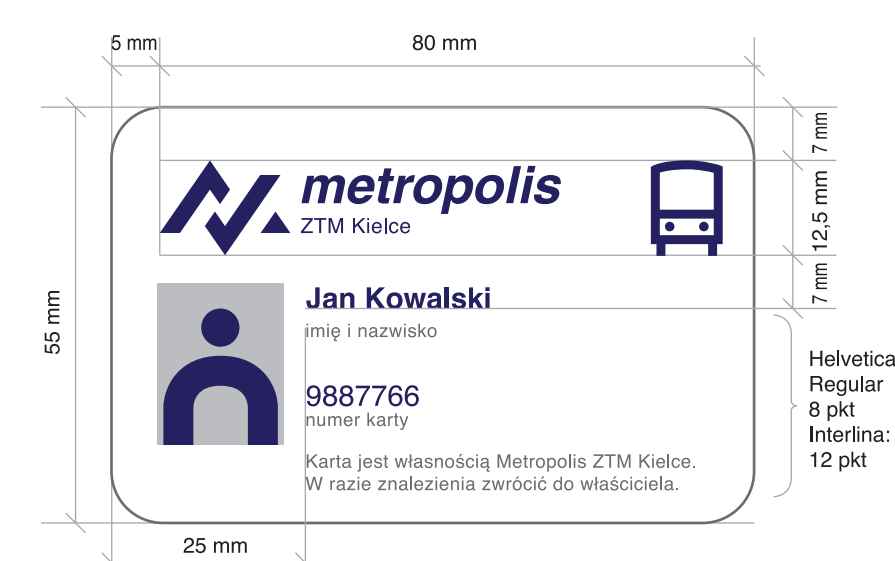 5 mm
80 mm
7 mm
metropolis
ZTM Kielce
12,5 mm
7 mm
55 mm
Jan Kowalski
imię i nazwisko
9887766
numer karty
Karta jest własnością Metropolis ZTM Kielce.
W razie znalezienia zwrócić do właściciela.
Helvetica
Regular
8 pkt
Interlina:
12 pkt
25 mm